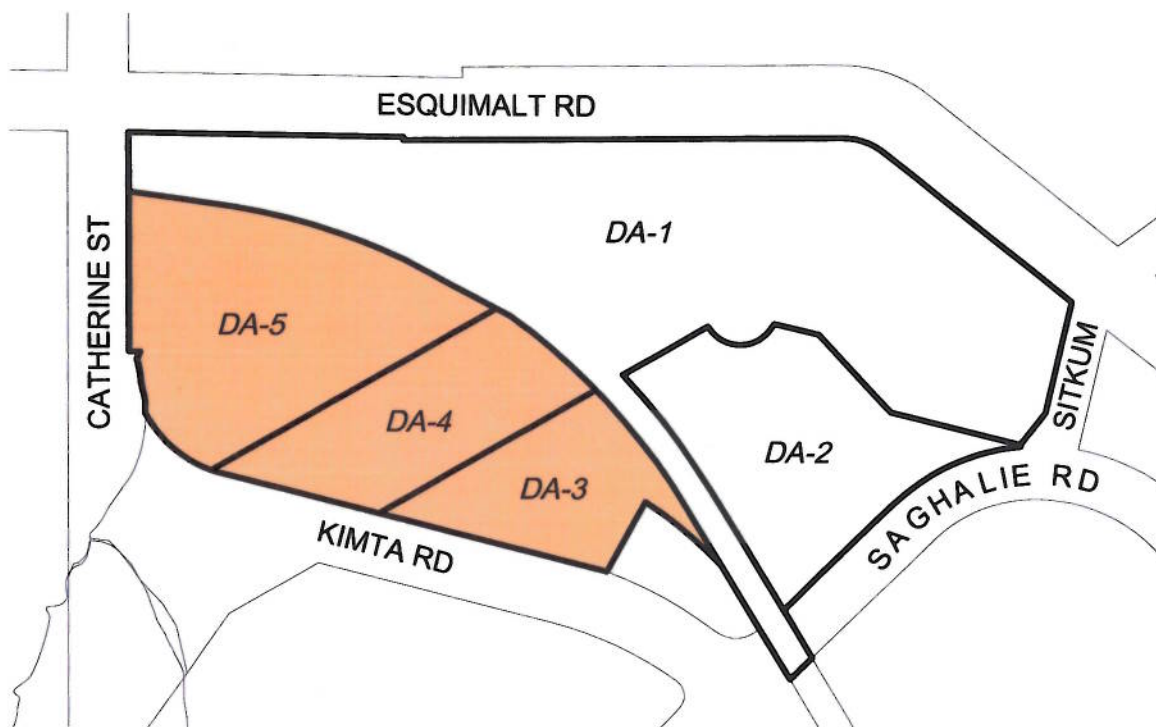 ESQUIMALT RD
DA-1
CATHERINE ST
DA-5
SITKUM
DA-4
DA-2
DA-3
SAGHALIE RD
KIMTA RD